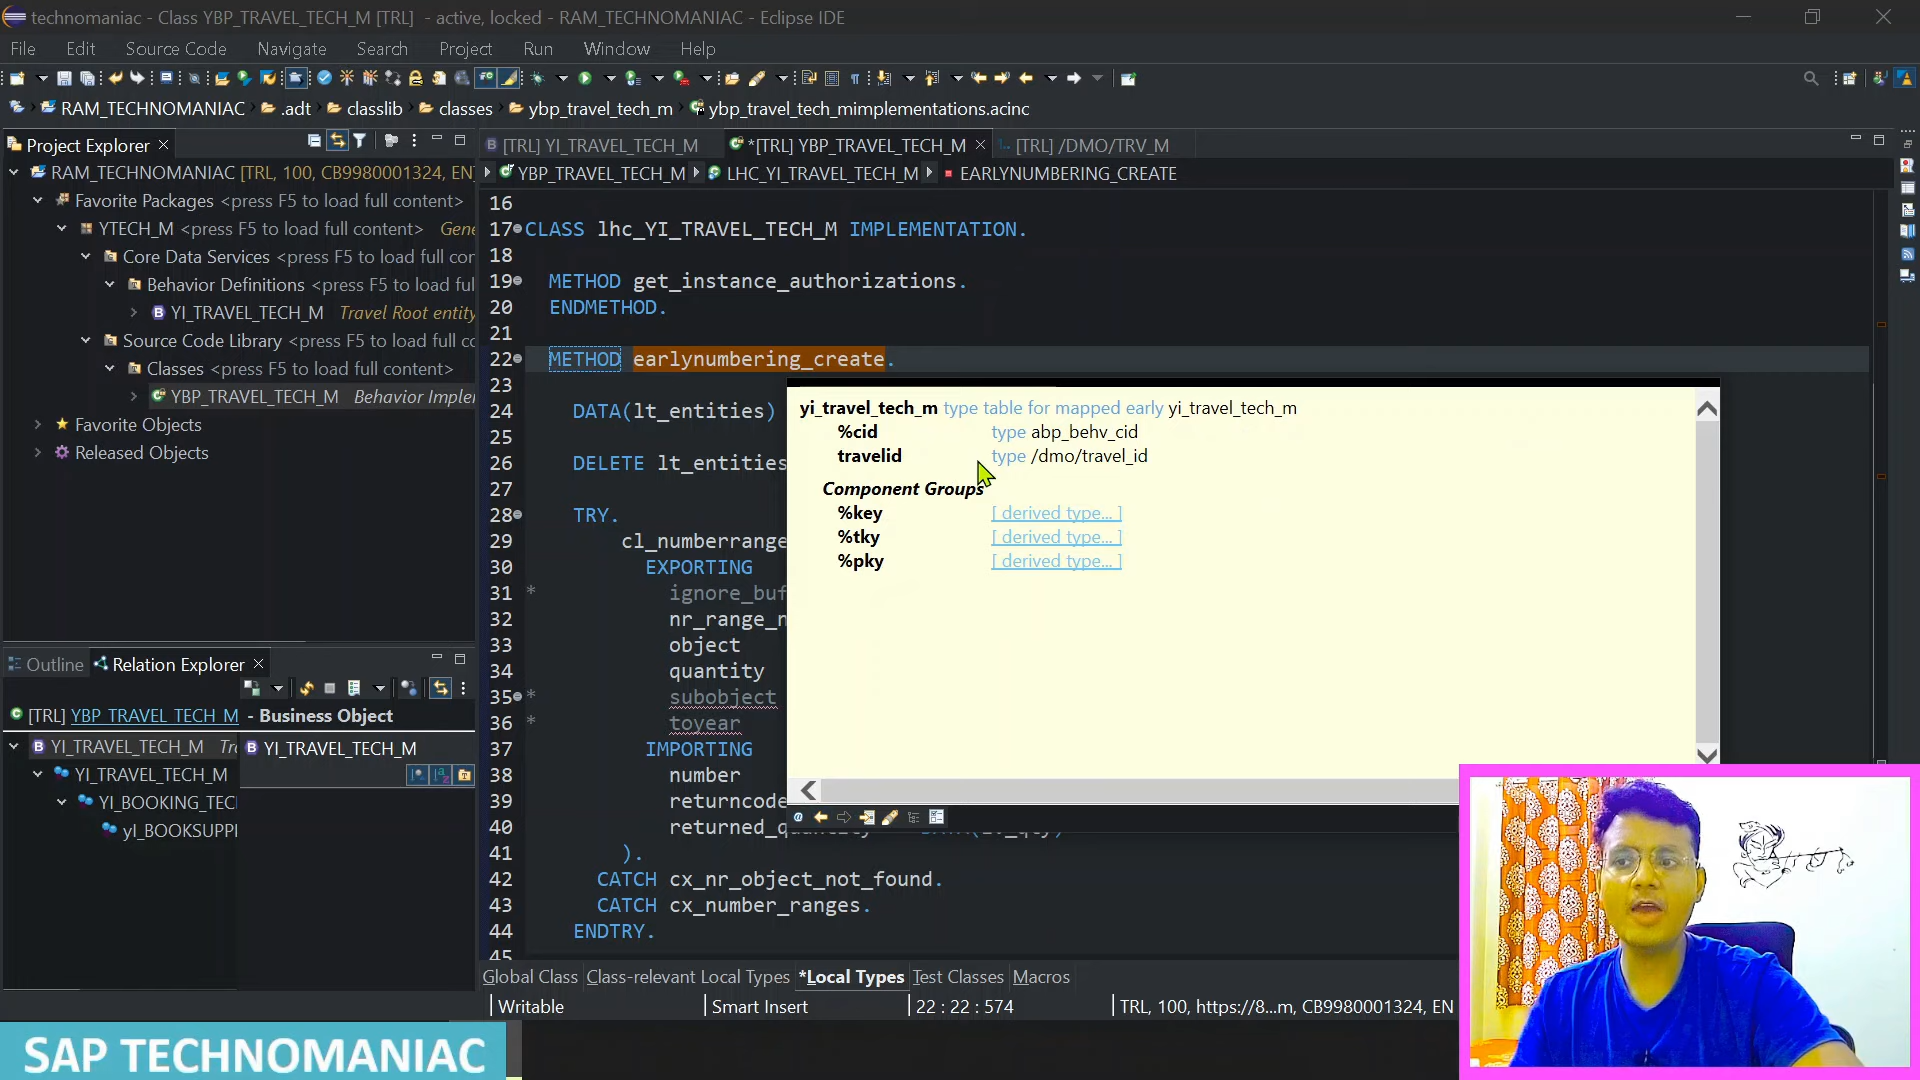 technomaniac - Class YBP_TRAVEL_TECH_M [TRL] - active, locked - RAM_TECHNOMANIAC - Eclipse IDE
File Edit Source Code Navigate Search Project Run Window Help
RAM_TECHNOMANIAC .adt classlib classes ybp_travel_tech_m ybp_travel_tech_mimplementations.acinc
Project Explorer
RAM_TECHNOMANIAC [TRL, 100, CB9980001324, EN]
Favorite Packages <press F5 to load full content>
YTECH_M <press F5 to load full content> Gene
Core Data Services <press F5 to load full con
Behavior Definitions <press F5 to load ful
YI_TRAVEL_TECH_M Travel Root entity
Source Code Library <press F5 to load full cc
Classes <press F5 to load full content>
YBP_TRAVEL_TECH_M Behavior Imple
Favorite Objects
Released Objects
Outline Relation Explorer
[TRL] YBP_TRAVEL_TECH_M - Business Object
YI_TRAVEL_TECH_M Tra
YI_TRAVEL_TECH_M
YI_TRAVEL_TECH_M
YI_BOOKING_TECI
yI_BOOKSUPPI
[TRL] YI_TRAVEL_TECH_M *[TRL] YBP_TRAVEL_TECH_M [TRL] /DMO/TRV_M
YBP_TRAVEL_TECH_M LHC_YI_TRAVEL_TECH_M EARLYNUMBERING_CREATE
16
17 CLASS lhc_YI_TRAVEL_TECH_M IMPLEMENTATION.
18
19 METHOD get_instance_authorizations.
20 ENDMETHOD.
21
22 METHOD earlynumbering_create.
23
24 DATA(lt_entities)
25
26 DELETE lt_entities
27
28 TRY.
29 cl_numberrange
30 EXPORTING
31 * ignore_buf
32 nr_range_n
33 object
34 quantity
35 * subobject
36 * toyear
37 IMPORTING
38 number
39 returncode
40 returned_quantity
41 ).
42 CATCH cx_nr_object_not_found.
43 CATCH cx_number_ranges.
44 ENDTRY.
45
yi_travel_tech_m type table for mapped early yi_travel_tech_m
%cid type abp_behv_cid
travelid type /dmo/travel_id
Component Groups
%key [ derived type... ]
%tky [ derived type... ]
%pky [ derived type... ]
Global Class Class-relevant Local Types *Local Types Test Classes Macros
Writable Smart Insert 22 : 22 : 574 TRL, 100, https://8...m, CB9980001324, EN
SAP TECHNOMANIAC